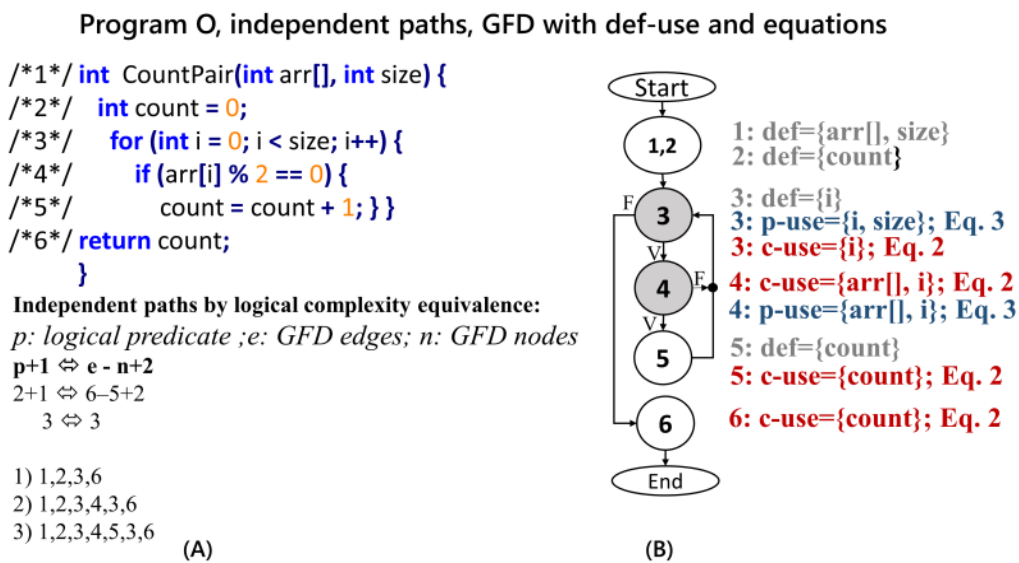 Program O, independent paths, GFD with def-use and equations
/*1*/ int CountPair(int arr[], int size) {
/*2*/ int count = 0;
/*3*/ for (int i = 0; i < size; i++) {
/*4*/ if (arr[i] % 2 == 0) {
/*5*/ count = count + 1; } }
/*6*/ return count;
}
Independent paths by logical complexity equivalence:
p: logical predicate ;e: GFD edges; n: GFD nodes
p+1 ⇔ e - n+2
2+1 ⇔ 6–5+2
3 ⇔ 3
1) 1,2,3,6
2) 1,2,3,4,3,6
3) 1,2,3,4,5,3,6
(A)
Start
1,2
F
3
V
4
F
V
5
6
End
(B)
1: def={arr[], size}
2: def={count}
3: def={i}
3: p-use={i, size}; Eq. 3
3: c-use={i}; Eq. 2
4: c-use={arr[], i}; Eq. 2
4: p-use={arr[], i}; Eq. 3
5: def={count}
5: c-use={count}; Eq. 2
6: c-use={count}; Eq. 2